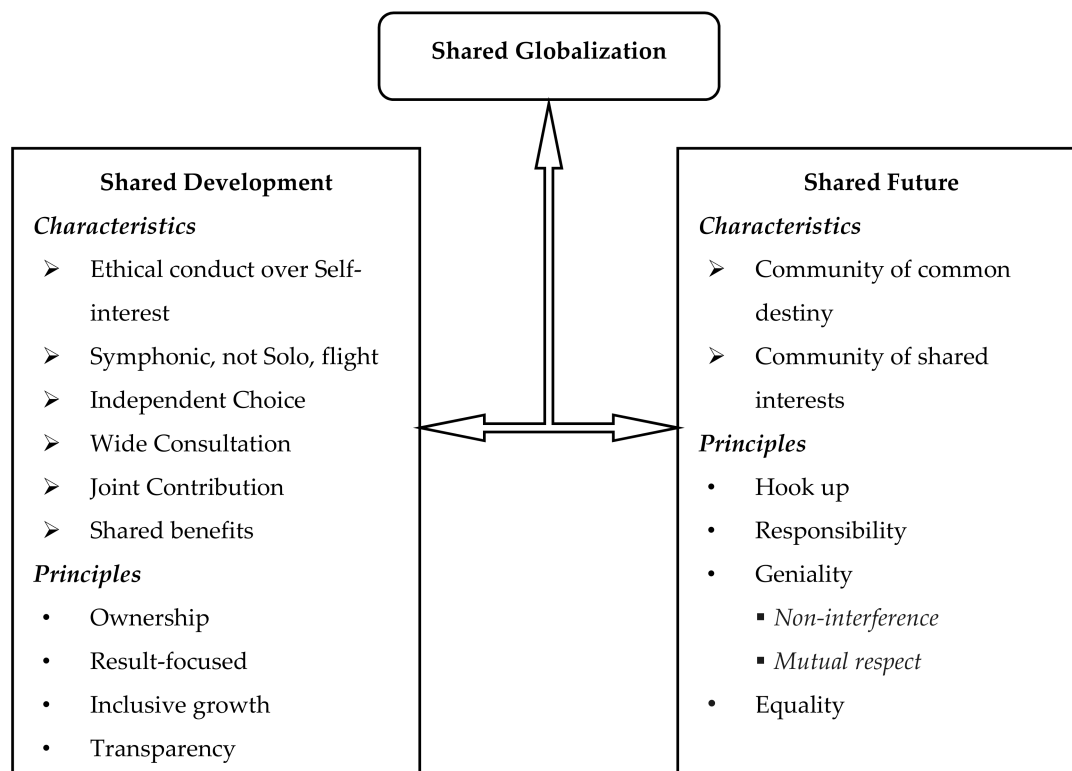 Shared Globalization
Shared Development
Characteristics
➢ Ethical conduct over Self-
interest
➢ Symphonic, not Solo, flight
➢ Independent Choice
➢ Wide Consultation
➢ Joint Contribution
➢ Shared benefits
Principles
• Ownership
• Result-focused
• Inclusive growth
• Transparency
Shared Future
Characteristics
➢ Community of common
destiny
➢ Community of shared
interests
Principles
• Hook up
• Responsibility
• Geniality
▪ Non-interference
▪ Mutual respect
• Equality